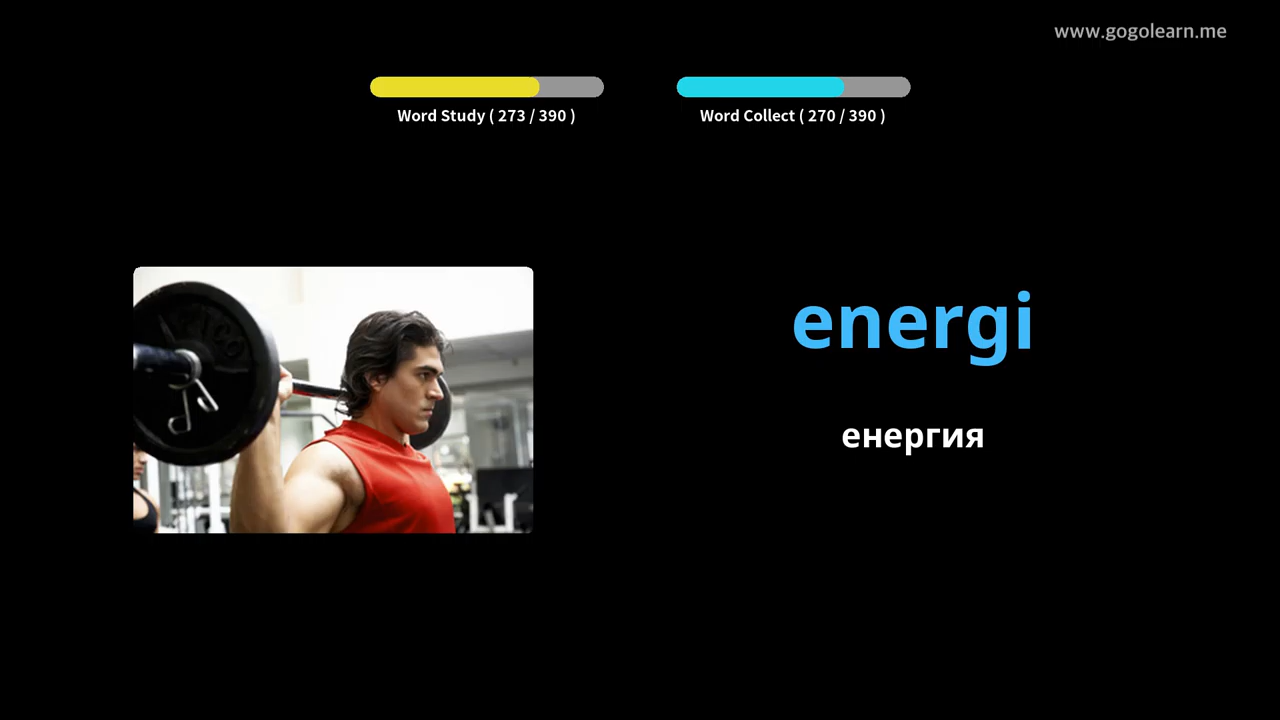 www.gogolearn.me
Word Study ( 273 / 390 )
Word Collect ( 270 / 390 )
energi
енергия